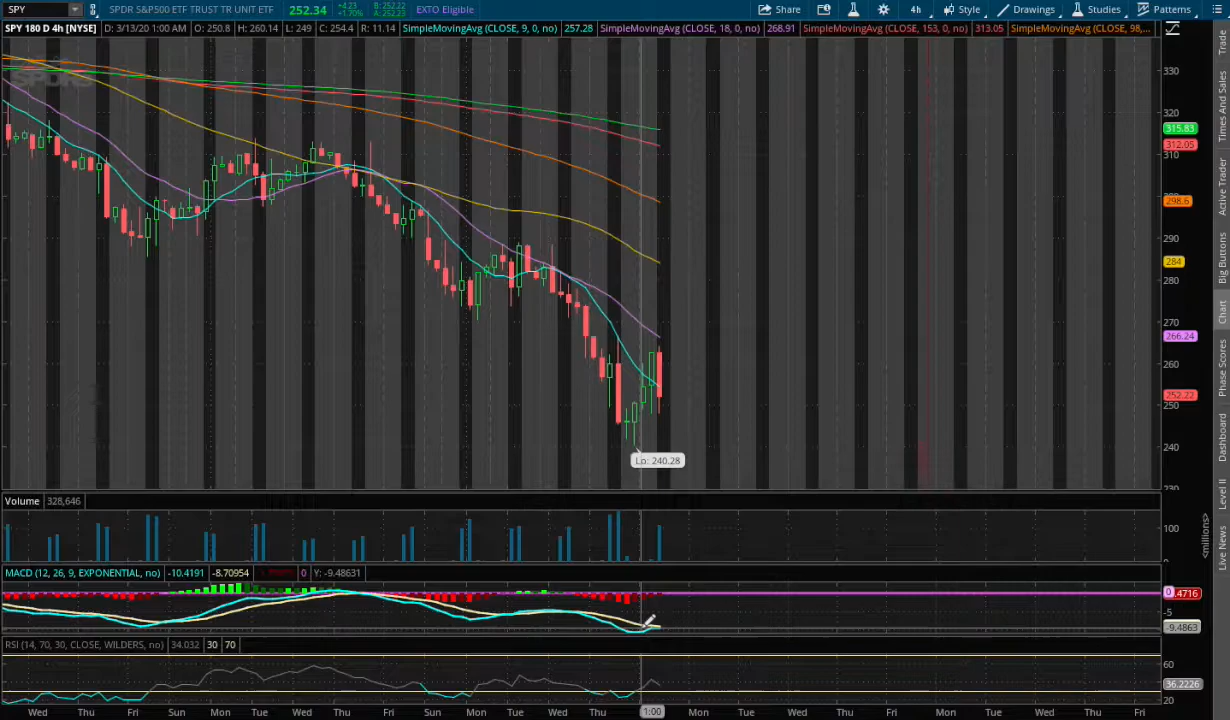 SPY SPDR S&P500 ETF TRUST TR UNIT ETF 252.34 +4.23 +1.70% B: 252.22 A: 252.23 EXTO Eligible Share 4h Style Drawings Studies Patterns
SPY 180 D 4h [NYSE] D: 3/13/20 1:00 AM O: 250.8 H: 260.14 L: 249 C: 254.4 R: 11.14 SimpleMovingAvg (CLOSE, 9, 0, no) 257.28 SimpleMovingAvg (CLOSE, 18, 0, no) 268.91 SimpleMovingAvg (CLOSE, 153, 0, no) 313.05 SimpleMovingAvg (CLOSE, 98,...
SPDRS
330
320
315.83
312.05
310
298.6
290
284
280
270
266.24
260
252.22
250
240
Lo: 240.28
230
Volume 328,646
100
<millions>
MACD (12, 26, 9, EXPONENTIAL, no) -10.4191 -8.70954 0 Y: -9.48631
0 .4716
-5
-9.4863
RSI (14, 70, 30, CLOSE, WILDERS, no) 34.032 30 70
60
36.2226
20
Wed Thu Fri Sun Mon Tue Wed Thu Fri Sun Mon Tue Wed Thu 1:00 Mon Tue Wed Thu Fri Mon Tue Wed Thu Fri
Trade
Times And Sales
Active Trader
Big Buttons
Chart
Phase Scores
Dashboard
Level II
Live News